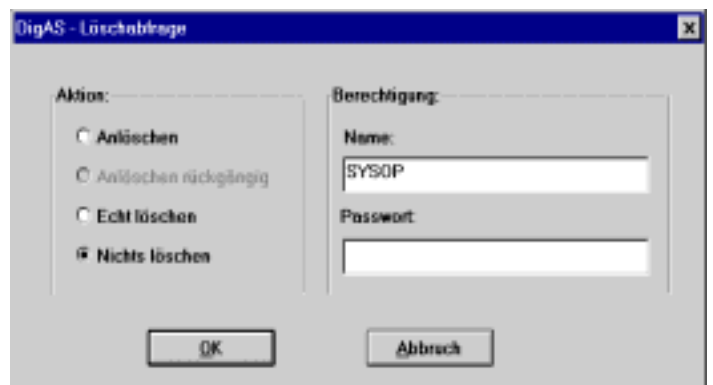 DigAS - Löschabfrage
Aktion:
Anlöschen
Anlöschen rückgängig
Echt löschen
Nichts löschen
Berechtigung:
Name:
SYSOP
Passwort
OK
Abbruch